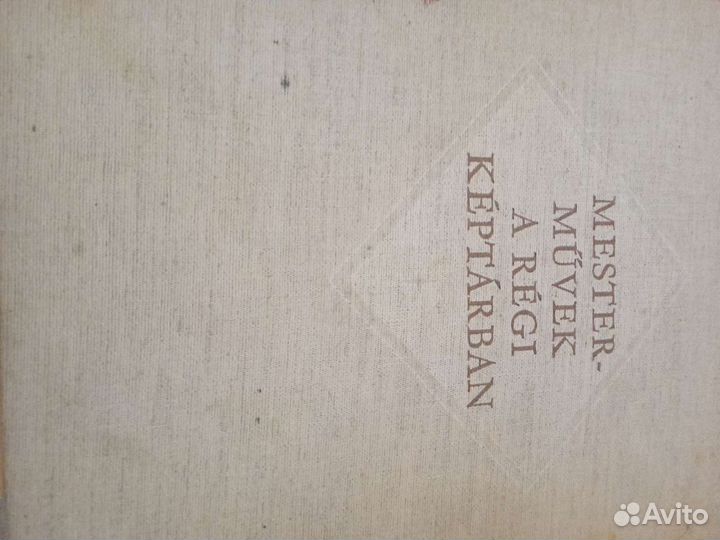 MESTER-
MŰVEK
A RÉGI
KÉPTÁRBAN
Avito